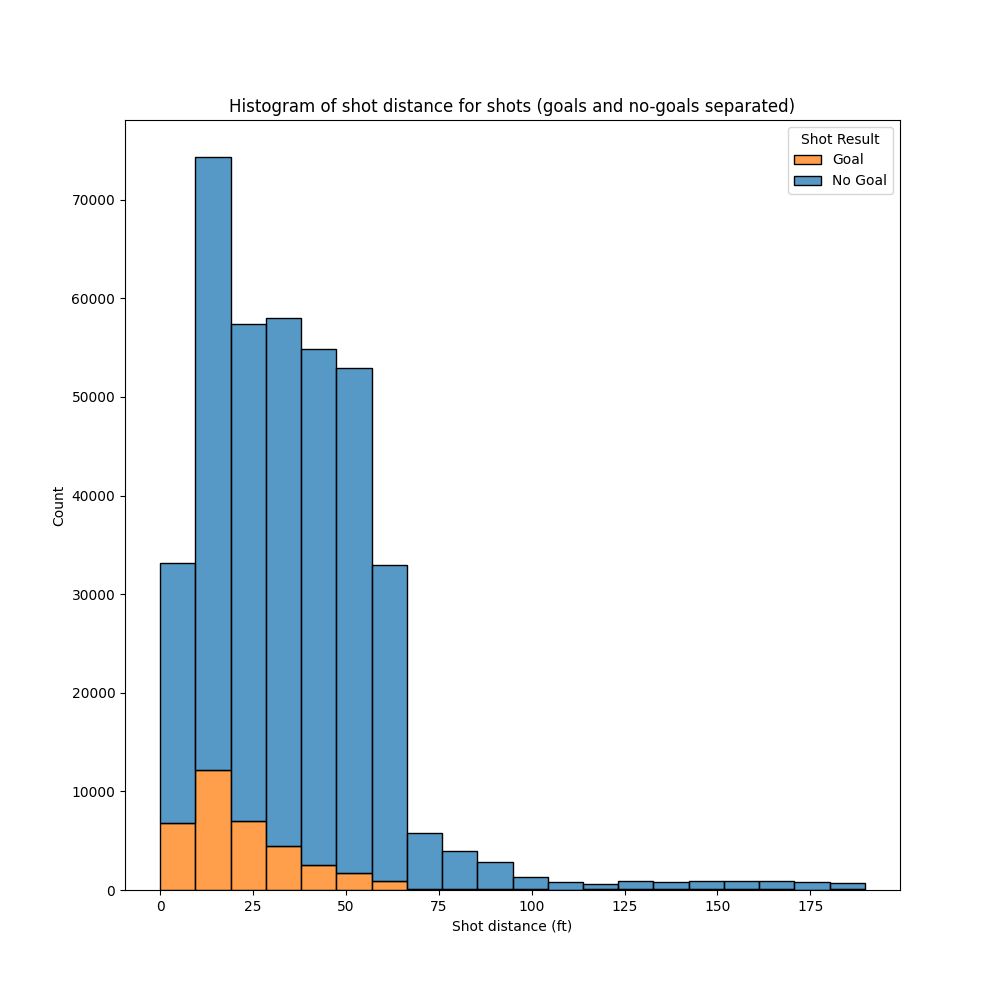 Histogram of shot distance for shots (goals and no-goals separated)
Shot Result
Goal
No Goal
70000
60000
50000
40000
30000
20000
10000
0
Count
0 25 50 75 100 125 150 175
Shot distance (ft)